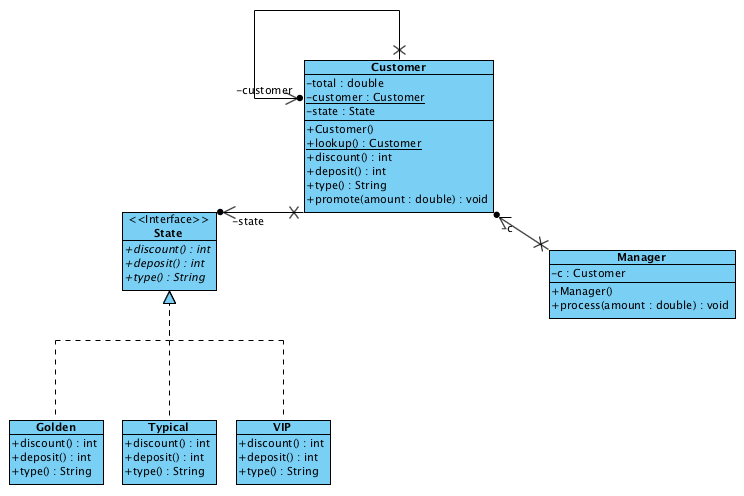 Customer
-total : double
-customer : Customer
-state : State
+Customer()
+lookup() : Customer
+discount() : int
+deposit() : int
+type() : String
+promote(amount : double) : void
-customer
-state
-c
<<Interface>>
State
+discount() : int
+deposit() : int
+type() : String
Manager
-c : Customer
+Manager()
+process(amount : double) : void
Golden
+discount() : int
+deposit() : int
+type() : String
Typical
+discount() : int
+deposit() : int
+type() : String
VIP
+discount() : int
+deposit() : int
+type() : String